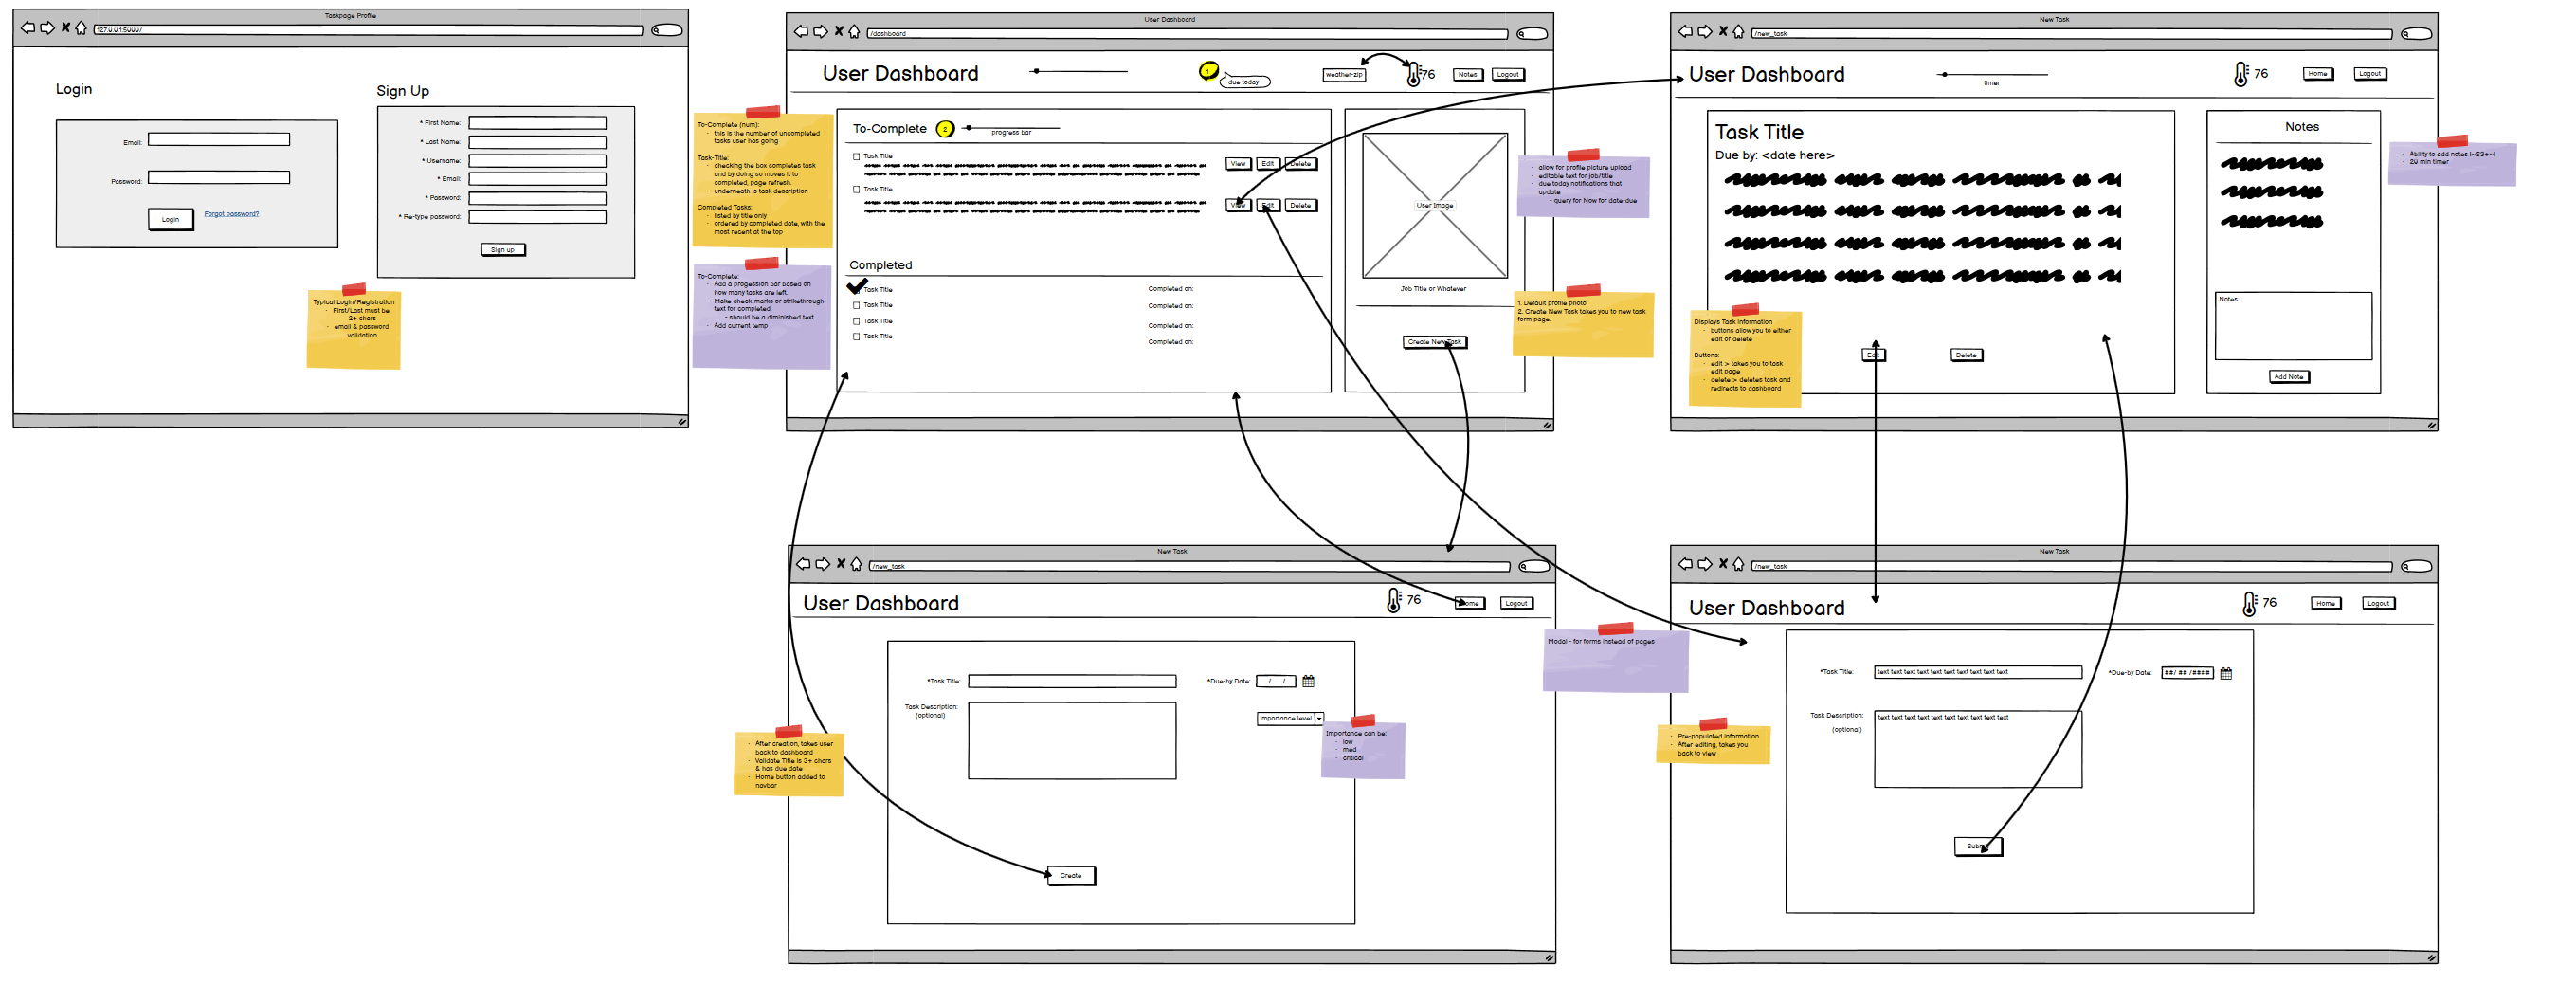 Taskpage Profile
127.0.0.1:5000/
Login
Email:
Password:
Login
Forgot password?
Sign Up
* First Name:
* Last Name:
* Username:
* Email:
* Password:
* Re-type password:
Sign up
Typical Login/Registration
- First/Last must be
2+ chars
- email & password
validation
User Dashboard
/dashboard
User Dashboard
1
due today
weather-zip
76
Notes
Logout
To-Complete
2
progress bar
Task Title
View
Edit
Delete
Task Title
View
Edit
Delete
Completed
Task Title
Completed on:
Task Title
Completed on:
Task Title
Completed on:
Task Title
Completed on:
User Image
Job Title or Whatever
Create New Task
To-Complete (num):
- this is the number of uncompleted
tasks user has going
Task-Title:
- checking the box completes task
and by doing so moves it to
completed, page refresh.
- underneath is task description
Completed Tasks:
- listed by title only
- ordered by completed date, with the
most recent at the top
To-Complete:
- Add a progession bar based on
how many tasks are left.
- Make check-marks or strikethrough
text for completed.
- should be a diminished text
- Add current temp
- allow for profile picture upload
- editable text for job/title
- due today notifications that
update
- query for Now for date-due
1. Default profile photo
2. Create New Task takes you to new task
form page.
New Task
/new_task
User Dashboard
timer
76
Home
Logout
Task Title
Due by: <date here>
Edit
Delete
Notes
Notes
Add Note
Displays Task Information
- buttons allow you to either
edit or delete
Buttons:
- edit > takes you to task
edit page
- delete > deletes task and
redirects to dashboard
- Ability to add notes
- 20 min timer
New Task
/new_task
User Dashboard
76
Home
Logout
*Task Title:
*Due-by Date:
/ /
Task Description:
(optional)
Importance level
Create
- After creation, takes user
back to dashboard
- Validate Title is 3+ chars
& has due date
- Home button added to
navbar
Importance can be:
- low
- med
- critical
Modal - for forms instead of pages
New Task
/new_task
User Dashboard
76
Home
Logout
*Task Title:
text text text text text text text text text text
*Due-by Date:
##/ ## /####
Task Description:
(optional)
text text text text text text text text text text
Submit
- Pre-populated information
- After editing, takes you
back to view